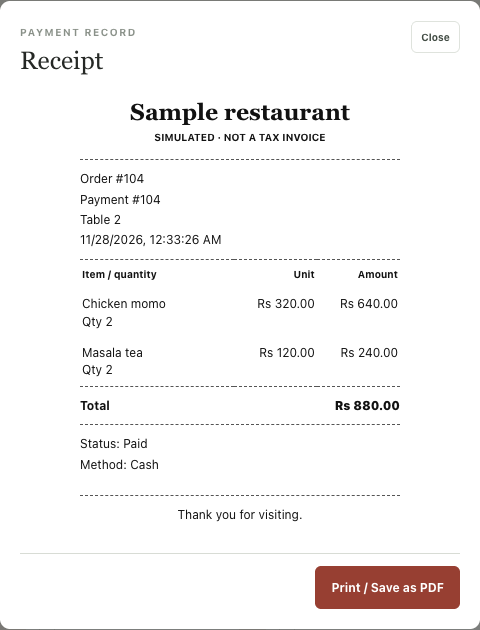 PAYMENT RECORD
Close
Receipt
Sample restaurant
SIMULATED · NOT A TAX INVOICE
Order #104
Payment #104
Table 2
11/28/2026, 12:33:26 AM
Item / quantity Unit Amount
Chicken momo Rs 320.00 Rs 640.00
Qty 2
Masala tea Rs 120.00 Rs 240.00
Qty 2
Total Rs 880.00
Status: Paid
Method: Cash
Thank you for visiting.
Print / Save as PDF